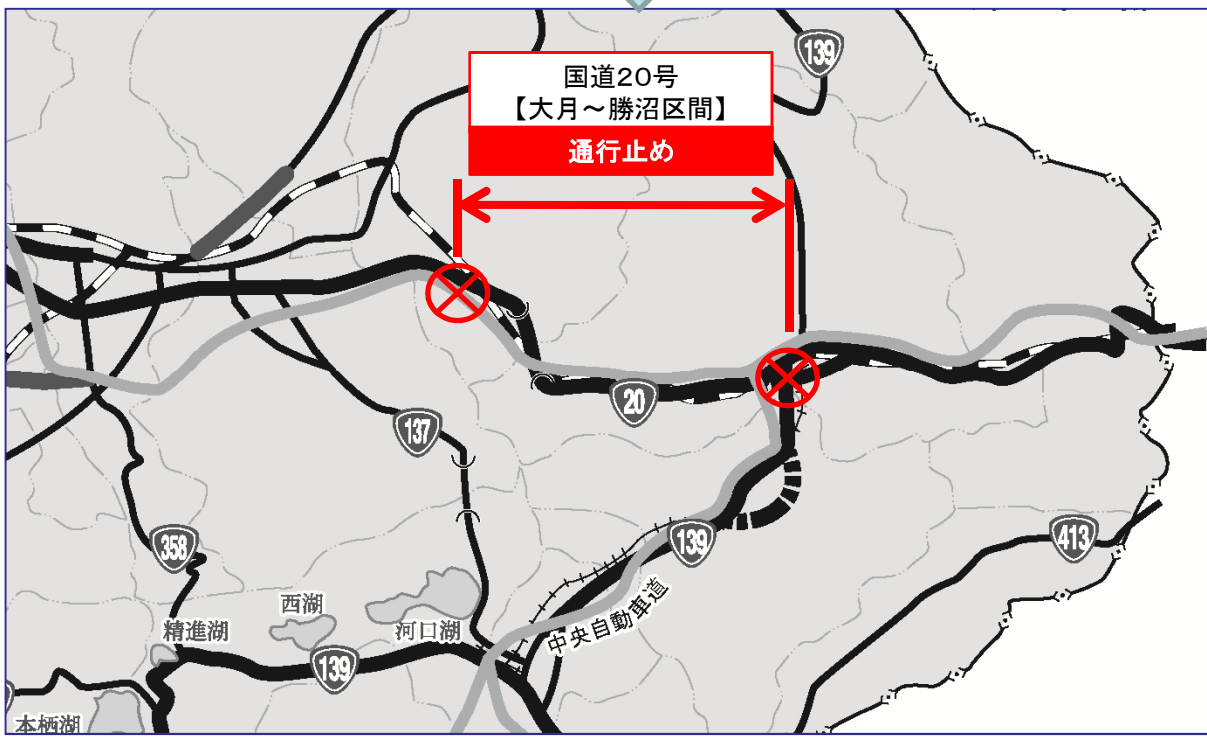 139
国道20号
【大月～勝沼区間】
通行止め
20
137
358
139
413
西湖
精進湖
河口湖
中央自動車道
139
本栖湖